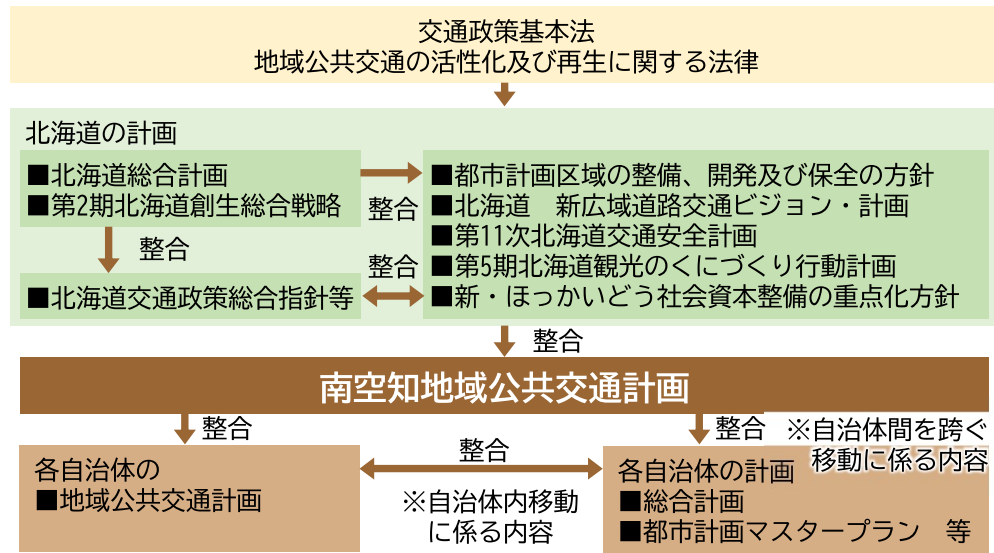 交通政策基本法
地域公共交通の活性化及び再生に関する法律
北海道の計画
■北海道総合計画
■第2期北海道創生総合戦略
整合
■都市計画区域の整備、開発及び保全の方針
■北海道　新広域道路交通ビジョン・計画
■第11次北海道交通安全計画
■第5期北海道観光のくにづくり行動計画
■新・ほっかいどう社会資本整備の重点化方針
整合
整合
■北海道交通政策総合指針等
整合
南空知地域公共交通計画
整合
整合
※自治体間を跨ぐ
移動に係る内容
各自治体の
■地域公共交通計画
整合
※自治体内移動
に係る内容
各自治体の計画
■総合計画
■都市計画マスタープラン　等